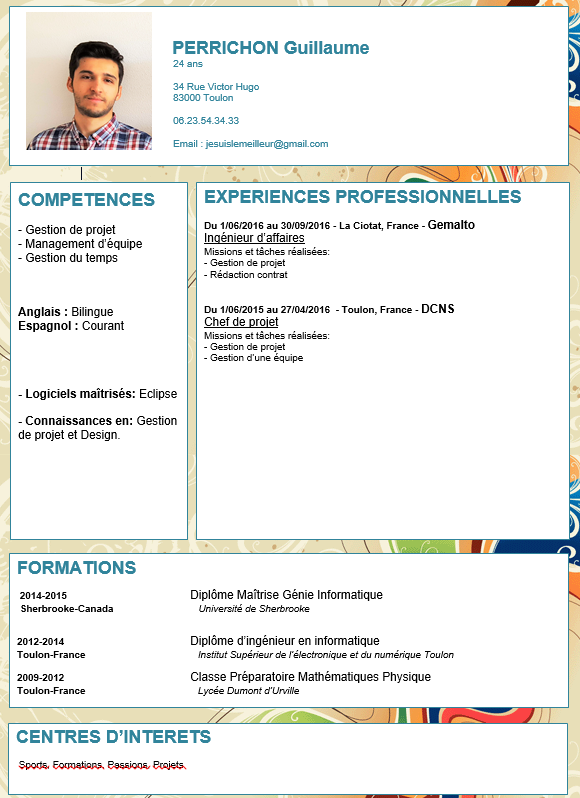 PERRICHON Guillaume
24 ans
34 Rue Victor Hugo
83000 Toulon
06.23.54.34.33
Email : jesuislemeilleur@gmail.com
COMPETENCES
- Gestion de projet
- Management d'équipe
- Gestion du temps
Anglais : Bilingue
Espagnol : Courant
- Logiciels maîtrisés: Eclipse
- Connaissances en: Gestion
de projet et Design.
EXPERIENCES PROFESSIONNELLES
Du 1/06/2016 au 30/09/2016 - La Ciotat, France - Gemalto
Ingénieur d'affaires
Missions et tâches réalisées:
- Gestion de projet
- Rédaction contrat
Du 1/06/2015 au 27/04/2016 - Toulon, France - DCNS
Chef de projet
Missions et tâches réalisées:
- Gestion de projet
- Gestion d'une équipe
FORMATIONS
2014-2015 Diplôme Maîtrise Génie Informatique
Sherbrooke-Canada Université de Sherbrooke
2012-2014 Diplôme d'ingénieur en informatique
Toulon-France Institut Supérieur de l'électronique et du numérique Toulon
2009-2012 Classe Préparatoire Mathématiques Physique
Toulon-France Lycée Dumont d'Urville
CENTRES D'INTERETS
Sports, Formations, Passions, Projets.